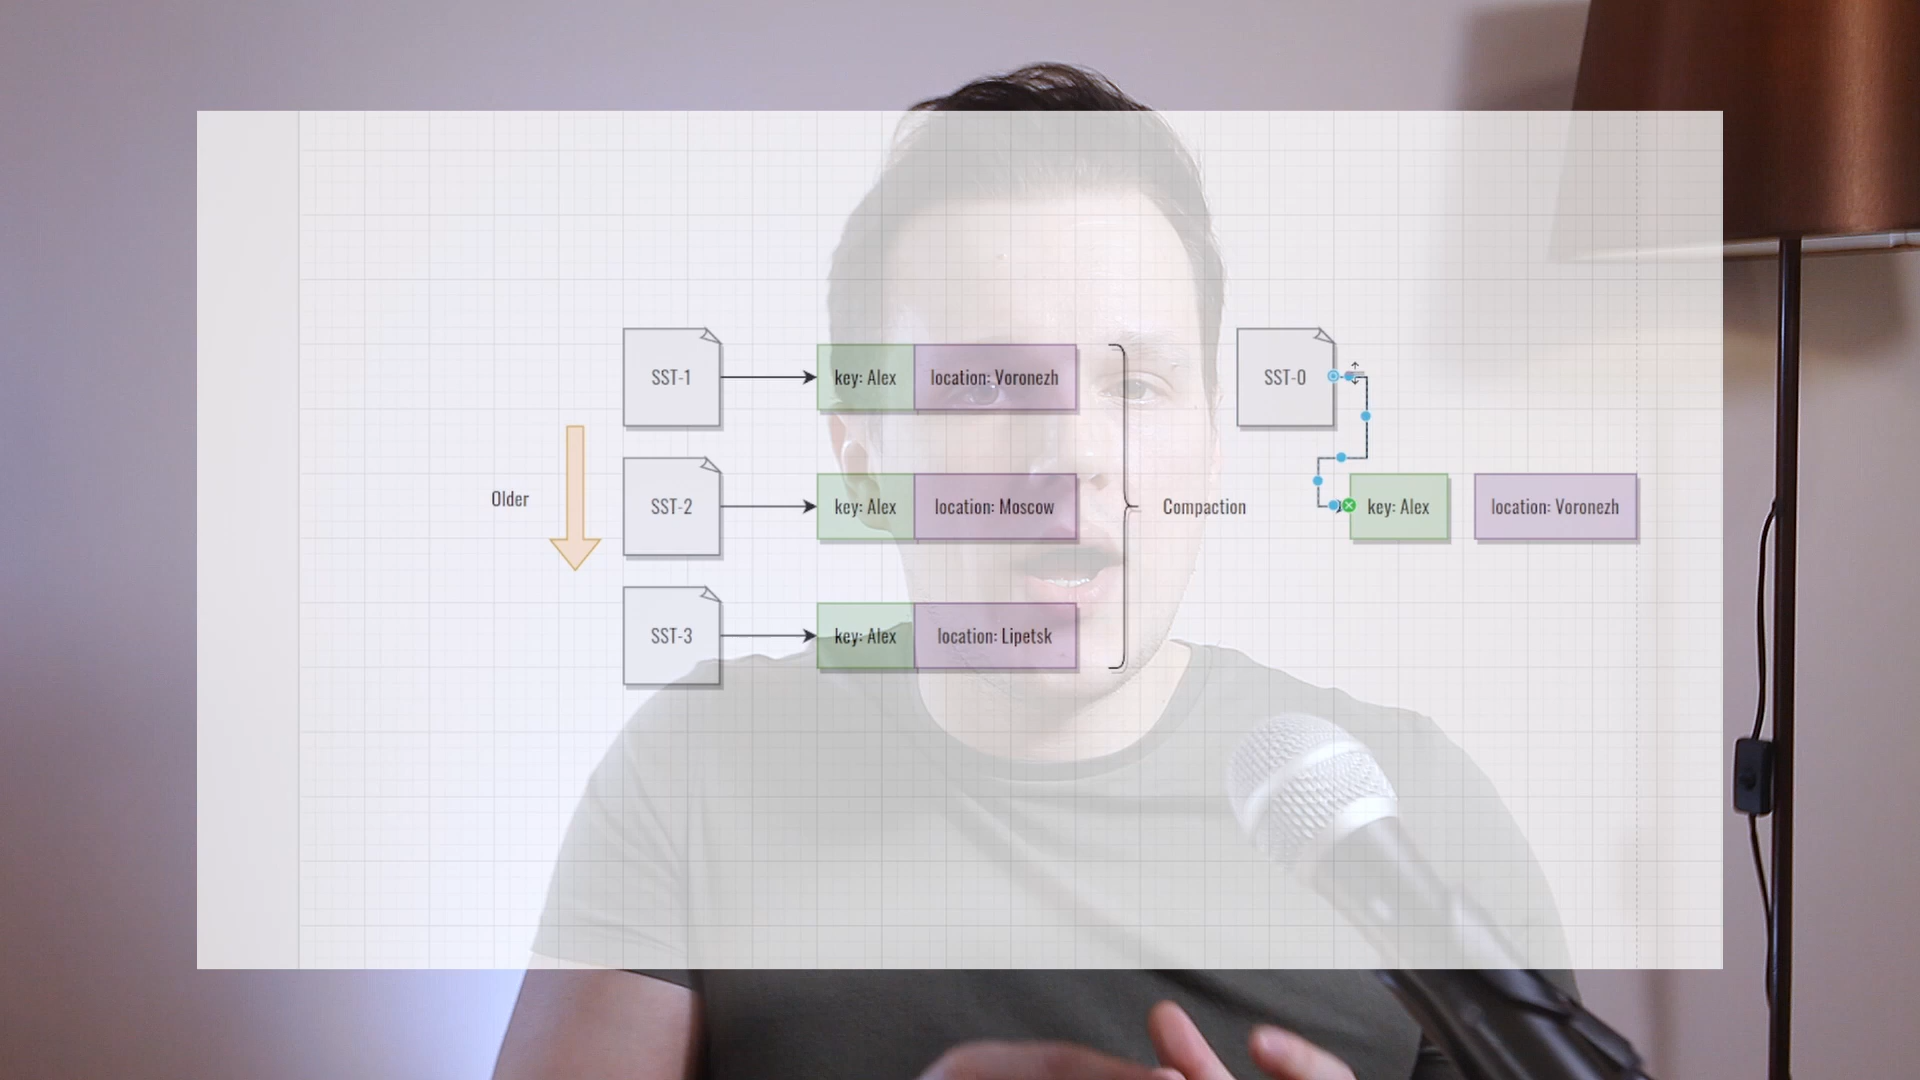 SST-1
key: Alex
location: Voronezh
SST-0
Older
SST-2
key: Alex
location: Moscow
Compaction
key: Alex
location: Voronezh
SST-3
key: Alex
location: Lipetsk